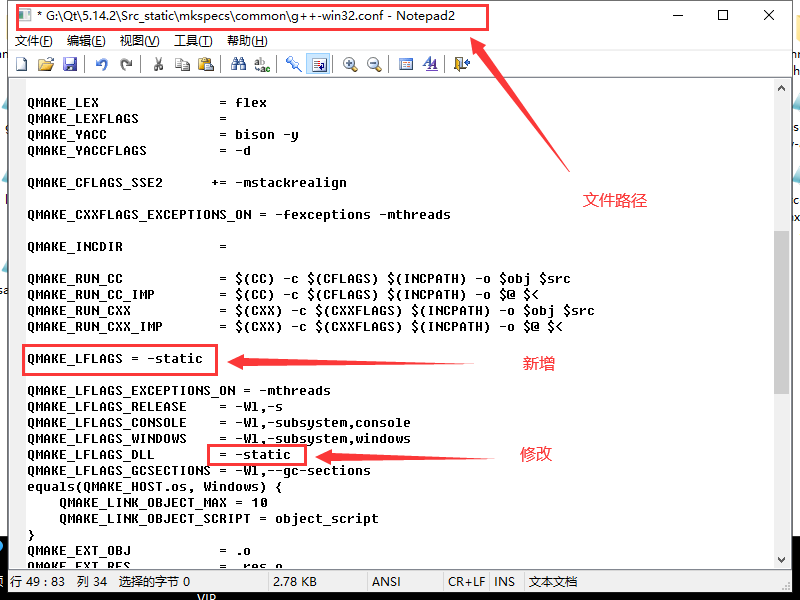 * G:\Qt\5.14.2\Src_static\mkspecs\common\g++-win32.conf - Notepad2
文件(F) 编辑(E) 视图(V) 工具(T) 帮助(H)
QMAKE_LEX = flex
QMAKE_LEXFLAGS =
QMAKE_YACC = bison -y
QMAKE_YACCFLAGS = -d
文件路径
QMAKE_CFLAGS_SSE2 += -mstackrealign
QMAKE_CXXFLAGS_EXCEPTIONS_ON = -fexceptions -mthreads
QMAKE_INCDIR =
QMAKE_RUN_CC = $(CC) -c $(CFLAGS) $(INCPATH) -o $obj $src
QMAKE_RUN_CC_IMP = $(CC) -c $(CFLAGS) $(INCPATH) -o $@ $<
QMAKE_RUN_CXX = $(CXX) -c $(CXXFLAGS) $(INCPATH) -o $obj $src
QMAKE_RUN_CXX_IMP = $(CXX) -c $(CXXFLAGS) $(INCPATH) -o $@ $<
QMAKE_LFLAGS = -static
新增
QMAKE_LFLAGS_EXCEPTIONS_ON = -mthreads
QMAKE_LFLAGS_RELEASE = -Wl,-s
QMAKE_LFLAGS_CONSOLE = -Wl,-subsystem,console
QMAKE_LFLAGS_WINDOWS = -Wl,-subsystem,windows
QMAKE_LFLAGS_DLL = -static
修改
QMAKE_LFLAGS_GCSECTIONS = -Wl,--gc-sections
equals(QMAKE_HOST.os, Windows) {
QMAKE_LINK_OBJECT_MAX = 10
QMAKE_LINK_OBJECT_SCRIPT = object_script
}
QMAKE_EXT_OBJ = .o
QMAKE_EXT_RES = _res.o
行 49 : 83 列 34 选择的字节 0 2.78 KB ANSI CR+LF INS 文本文档
VIP